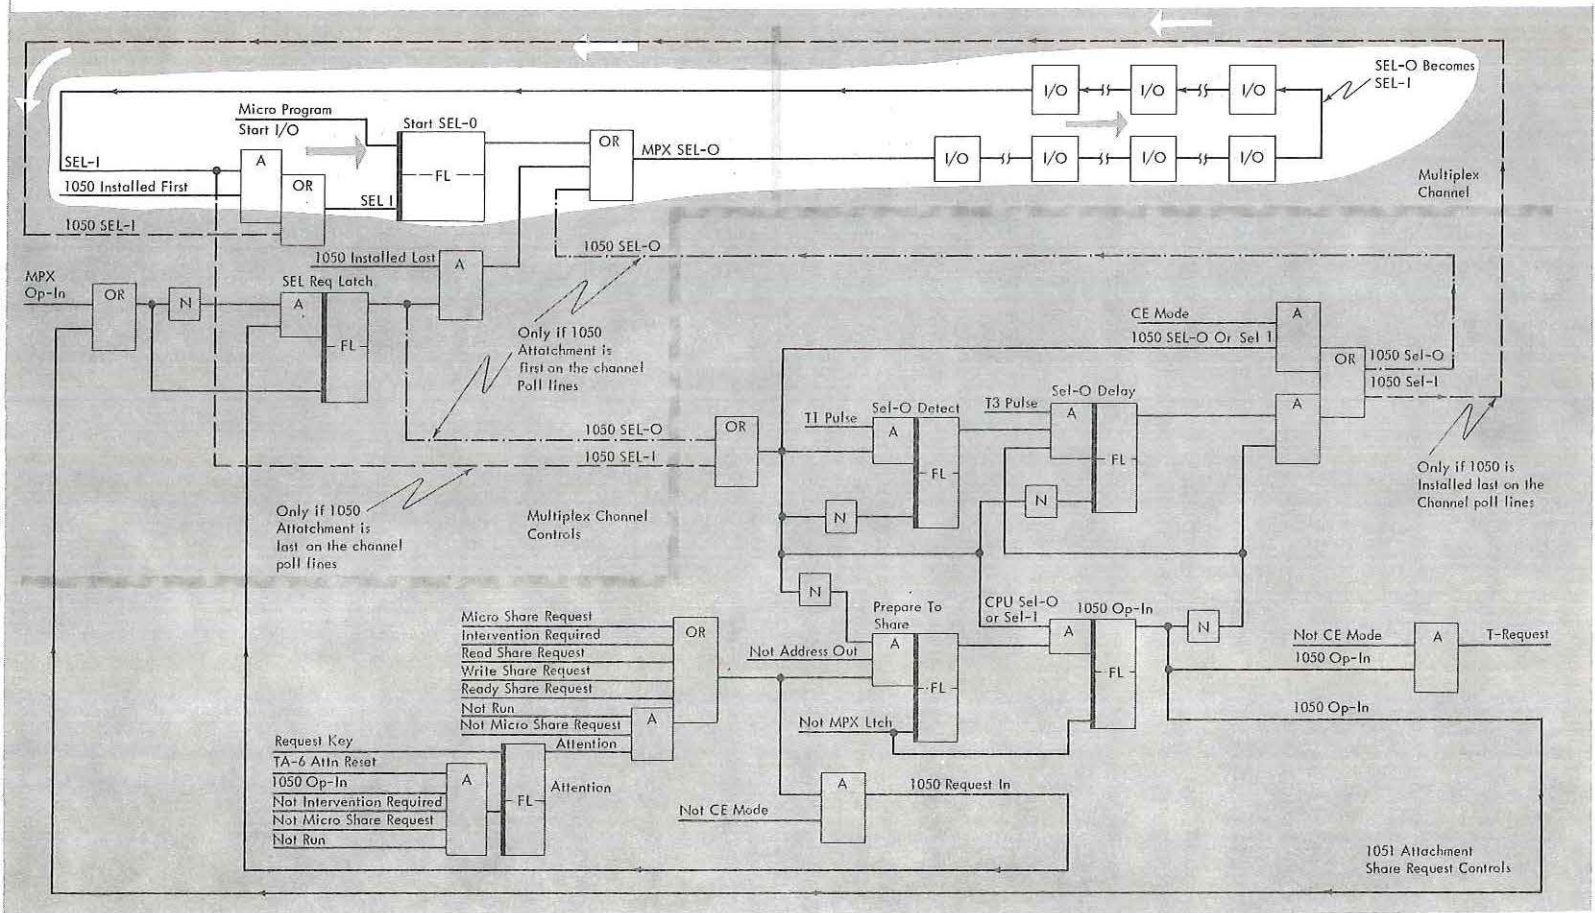 SEL-O Becomes
SEL-I
I/O
I/O
I/O
Micro Program
Start I/O
Start SEL-0
A
OR
FL
OR
MPX SEL-O
I/O
I/O
I/O
I/O
SEL-I
1050 Installed First
SEL I
1050 SEL-I
Multiplex
Channel
1050 SEL-O
1050 Installed Last
A
MPX
Op-In
OR
N
SEL Req Latch
A
FL
Only if 1050
Attatchment is
first on the channel
Poll lines
CE Mode
1050 SEL-O Or Sel 1
A
OR
1050 Sel-O
1050 Sel-I
A
T1 Pulse
Sel-O Detect
A
FL
T3 Pulse
Sel-O Delay
A
FL
N
N
1050 SEL-O
1050 SEL-I
OR
Only if 1050 is
Installed last on the
Channel poll lines
Only if 1050
Attatchment is
last on the channel
poll lines
Multiplex Channel
Controls
N
Prepare To
Share
A
FL
Not Address Out
Not MPX Ltch
CPU Sel-O
or Sel-I
1050 Op-In
A
FL
N
Not CE Mode
1050 Op-In
A
T-Request
1050 Op-In
Micro Share Request
Intervention Required
Read Share Request
Write Share Request
Ready Share Request
Not Run
Not Micro Share Request
OR
A
Attention
Request Key
TA-6 Attn Reset
1050 Op-In
Not Intervention Required
Not Micro Share Request
Not Run
A
FL
Attention
Not CE Mode
A
1050 Request In
1051 Attachment
Share Request Controls